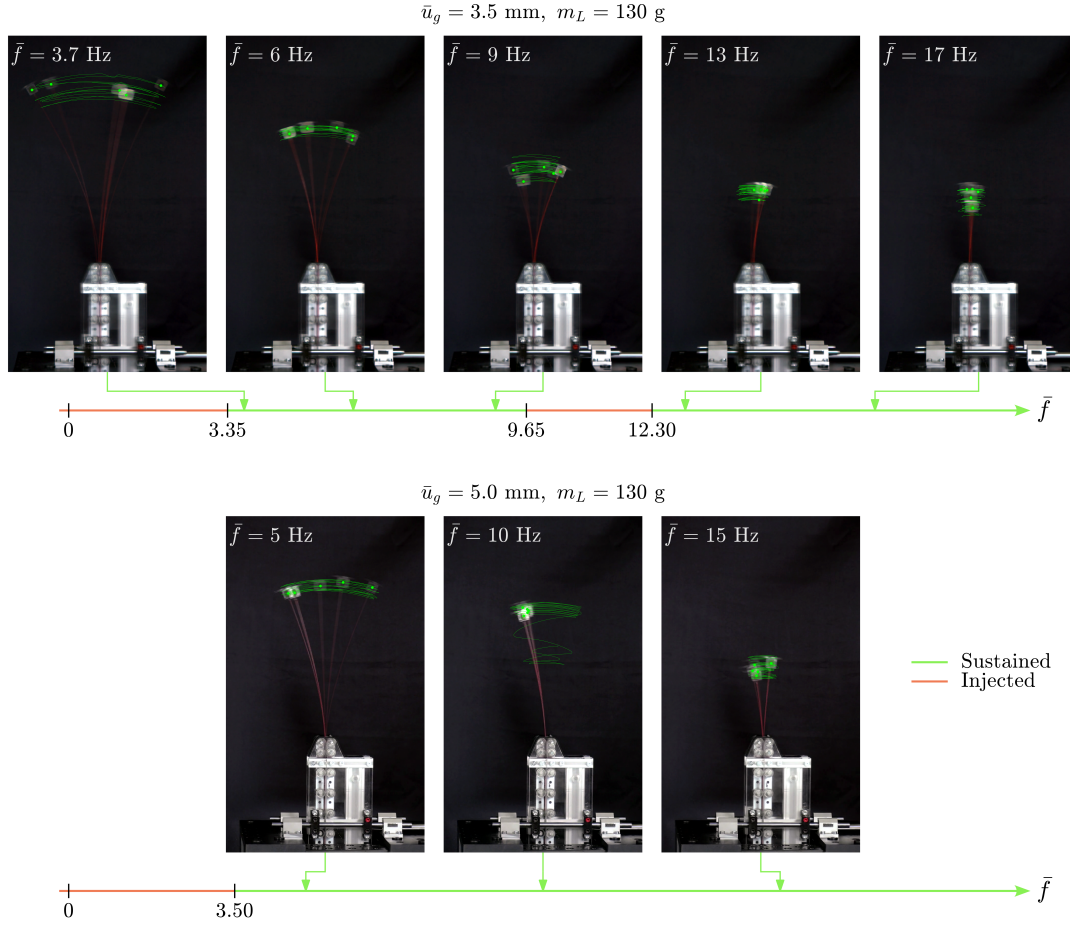 ū_g = 3.5 mm, m_L = 130 g
f̄ = 3.7 Hz
f̄ = 6 Hz
f̄ = 9 Hz
f̄ = 13 Hz
f̄ = 17 Hz
f̄
0
3.35
9.65
12.30
ū_g = 5.0 mm, m_L = 130 g
f̄ = 5 Hz
f̄ = 10 Hz
f̄ = 15 Hz
Sustained
Injected
f̄
0
3.50